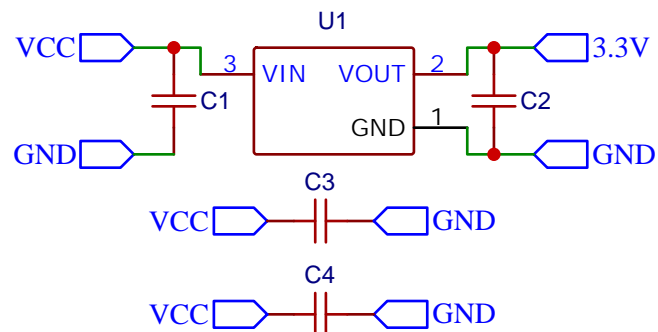 U1
VCC 3 VIN VOUT 2 3.3V
C1 C2
GND GND 1 GND
C3
VCC GND
C4
VCC GND